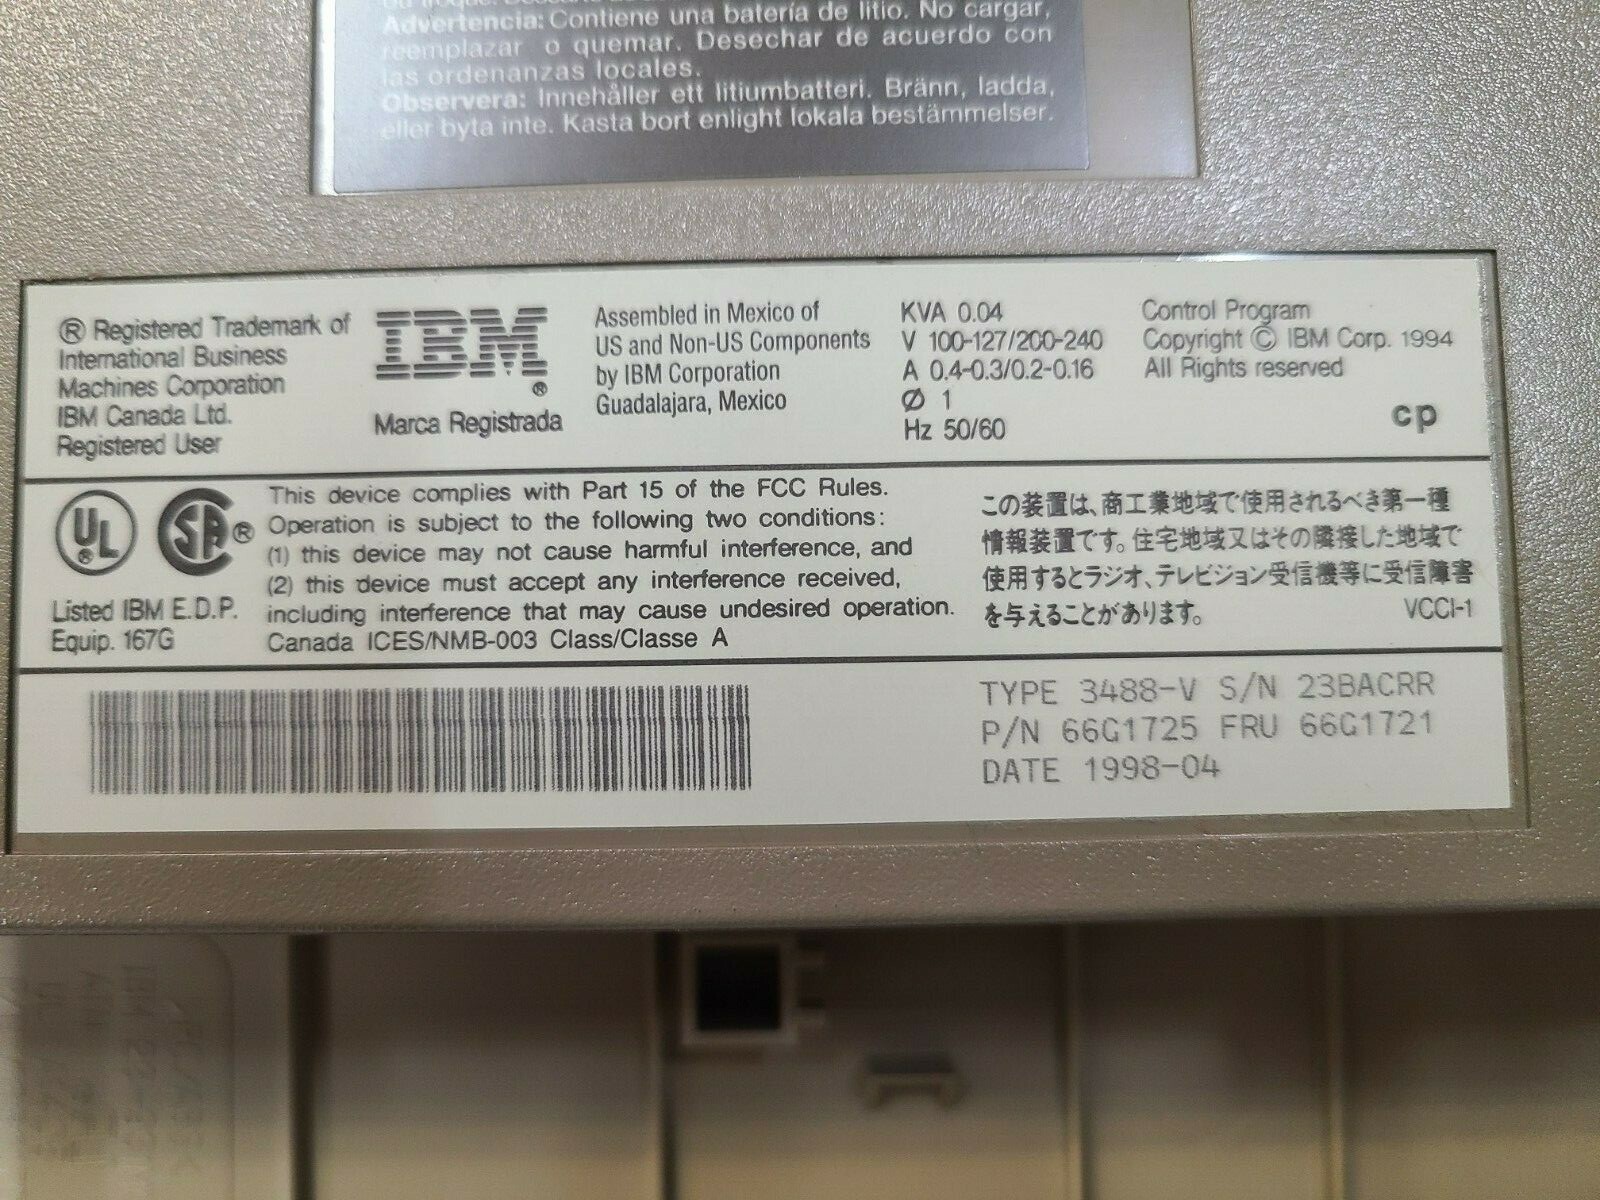 Advertencia: Contiene una batería de litio. No cargar,
reemplazar o quemar. Desechar de acuerdo con
las ordenanzas locales.
Observera: Innehåller ett litiumbatteri. Bränn, ladda,
eller byta inte. Kasta bort enlight lokala bestämmelser.
® Registered Trademark of
International Business
Machines Corporation
IBM Canada Ltd.
Registered User
IBM®
Marca Registrada
Assembled in Mexico of
US and Non-US Components
by IBM Corporation
Guadalajara, Mexico
KVA 0.04
V 100-127/200-240
A 0.4-0.3/0.2-0.16
Ø 1
Hz 50/60
Control Program
Copyright © IBM Corp. 1994
All Rights reserved
cp
UL®
SA®
Listed IBM E.D.P.
Equip. 167G
This device complies with Part 15 of the FCC Rules.
Operation is subject to the following two conditions:
(1) this device may not cause harmful interference, and
(2) this device must accept any interference received,
including interference that may cause undesired operation.
Canada ICES/NMB-003 Class/Classe A
この装置は、商工業地域で使用されるべき第一種
情報装置です。住宅地域又はその隣接した地域で
使用するとラジオ、テレビジョン受信機等に受信障害
を与えることがあります。
VCCI-1
TYPE 3488-V S/N 23BACRR
P/N 66G1725 FRU 66G1721
DATE 1998-04